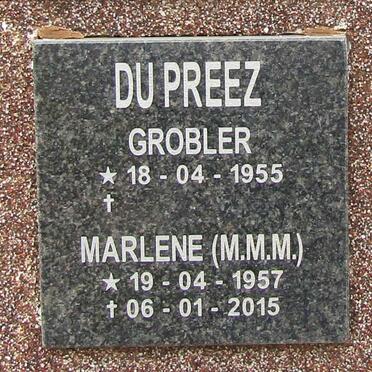 DU PREEZ
GROBLER
★ 18 - 04 - 1955
✝
MARLENE (M.M.M.)
★ 19 - 04 - 1957
✝ 06 - 01 - 2015